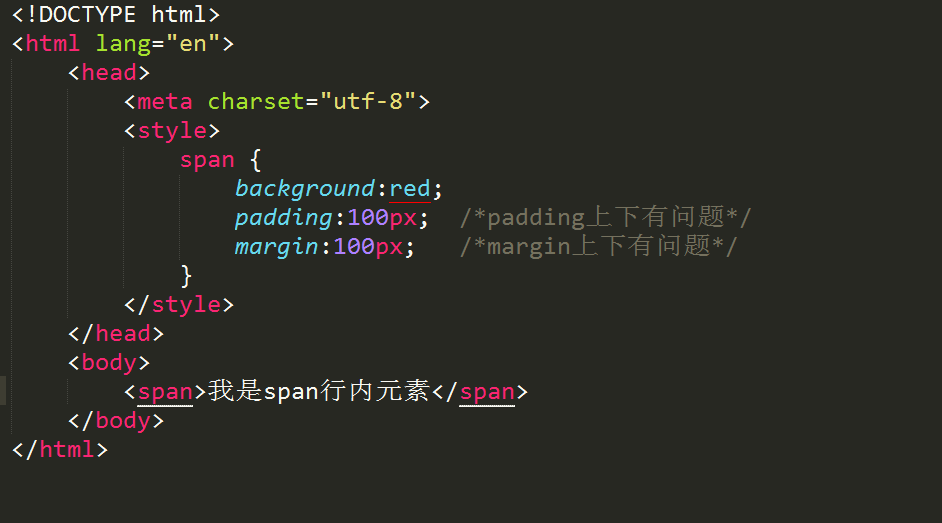 <!DOCTYPE html>
<html lang="en">
    <head>
        <meta charset="utf-8">
        <style>
            span {
                background:red;
                padding:100px;  /*padding上下有问题*/
                margin:100px;   /*margin上下有问题*/
            }
        </style>
    </head>
    <body>
        <span>我是span行内元素</span>
    </body>
</html>